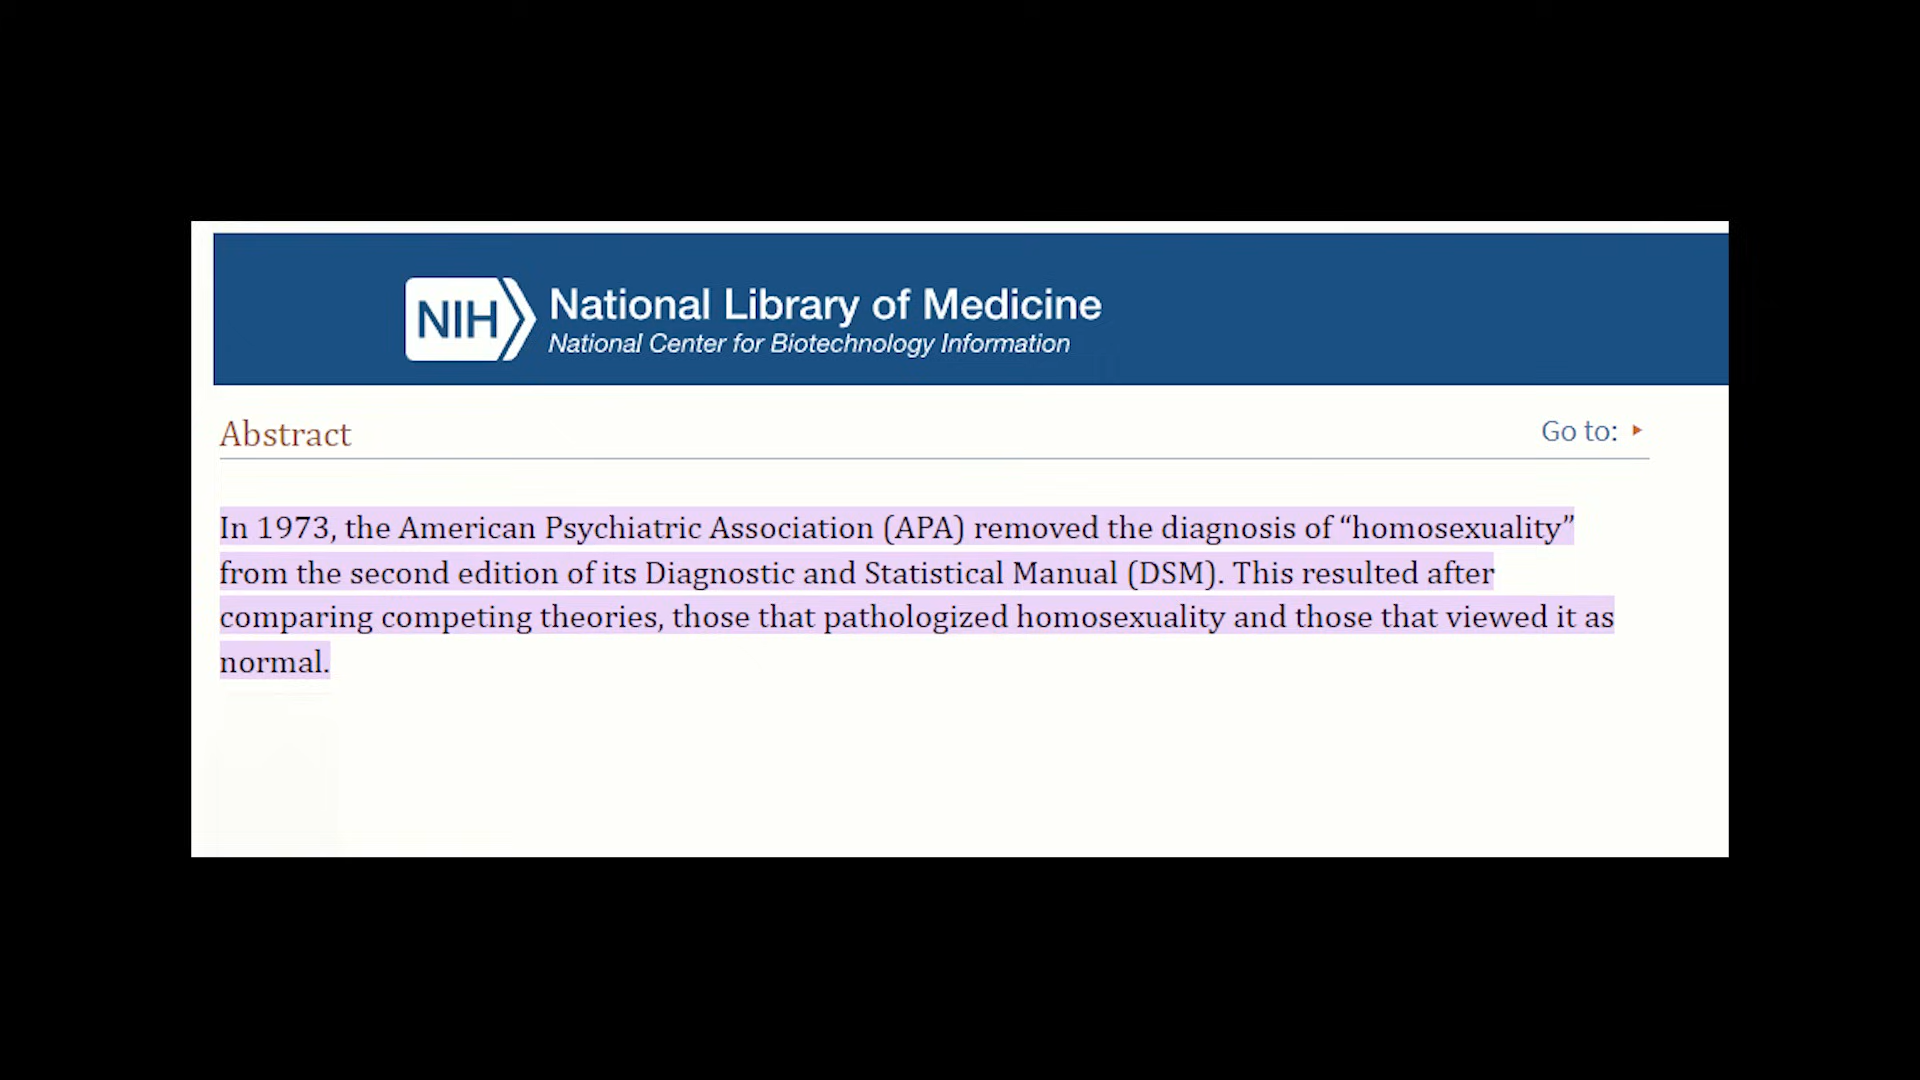 NIH National Library of Medicine
National Center for Biotechnology Information
Abstract
Go to:
In 1973, the American Psychiatric Association (APA) removed the diagnosis of “homosexuality”
from the second edition of its Diagnostic and Statistical Manual (DSM). This resulted after
comparing competing theories, those that pathologized homosexuality and those that viewed it as
normal.